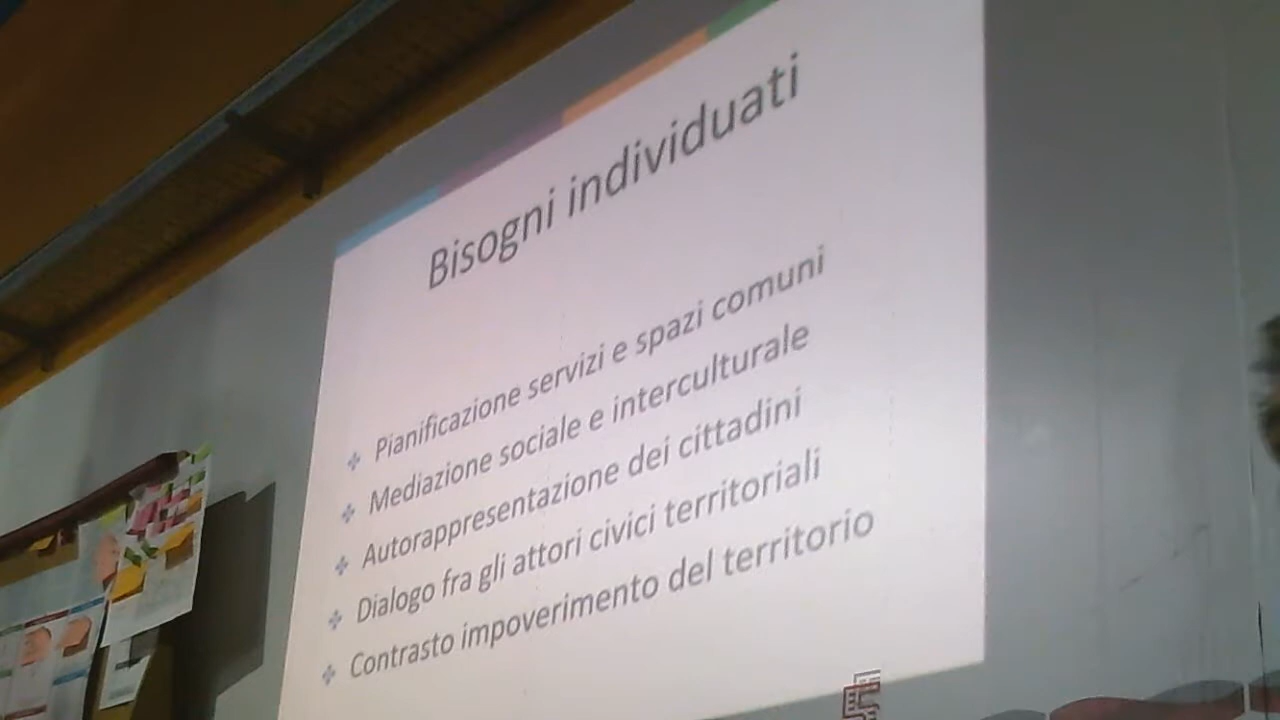 Bisogni individuati
Pianificazione servizi e spazi comuni
Mediazione sociale e interculturale
Autorappresentazione dei cittadini
Dialogo fra gli attori civici territoriali
Contrasto impoverimento del territorio